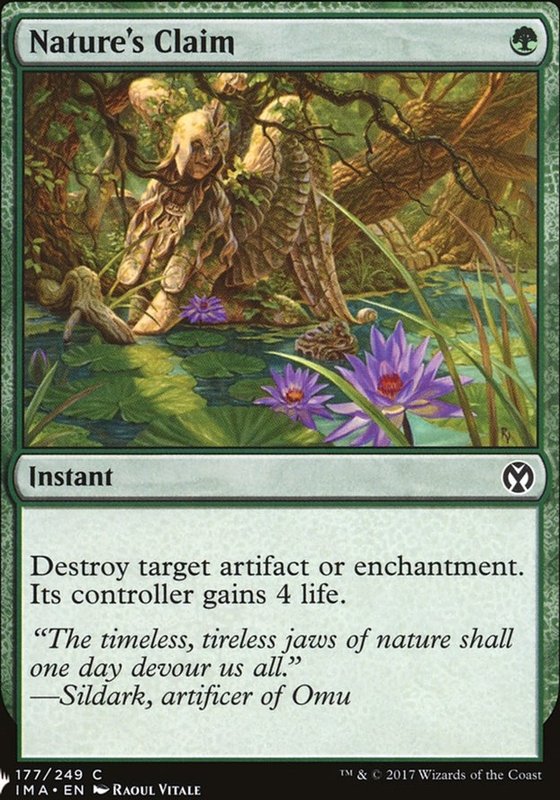 Nature's Claim
Instant
Destroy target artifact or enchantment.
Its controller gains 4 life.
“The timeless, tireless jaws of nature shall
one day devour us all.”
—Sildark, artificer of Omu
177/249 C
IMA • EN Raoul Vitale
™ & © 2017 Wizards of the Coast
RV